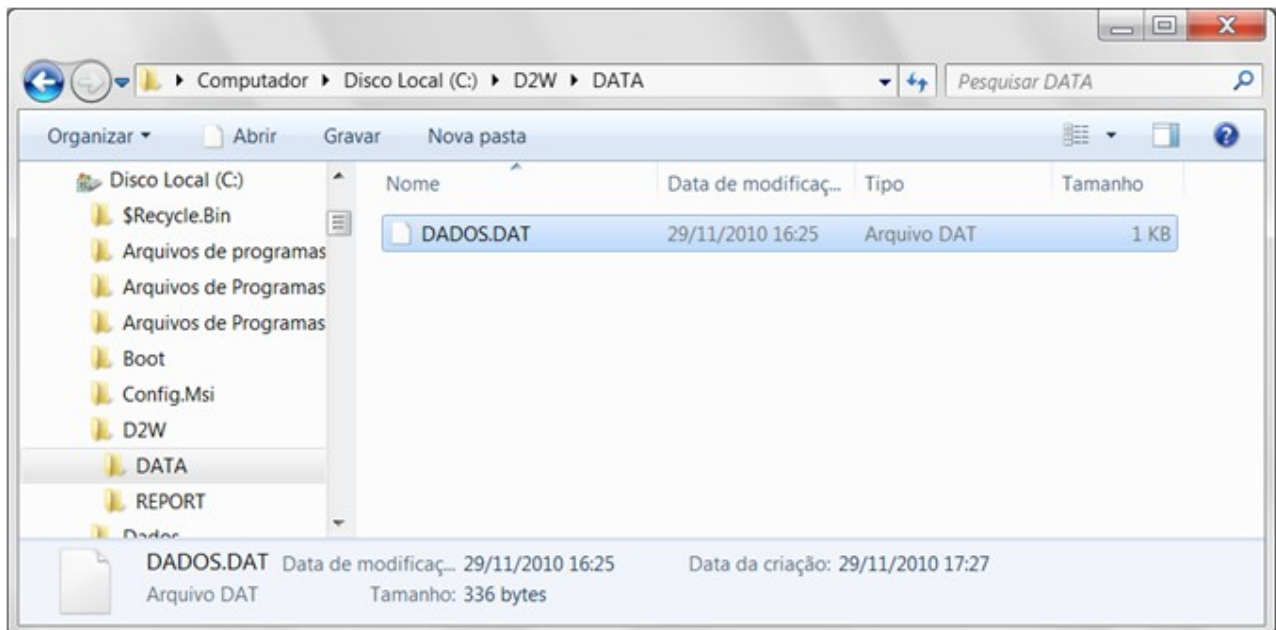 Computador ▸ Disco Local (C:) ▸ D2W ▸ DATA
Pesquisar DATA
Organizar Abrir Gravar Nova pasta
Disco Local (C:)
$Recycle.Bin
Arquivos de programas
Arquivos de Programas
Arquivos de Programas
Boot
Config.Msi
D2W
DATA
REPORT
Dados
Nome Data de modificaç... Tipo Tamanho
DADOS.DAT 29/11/2010 16:25 Arquivo DAT 1 KB
DADOS.DAT Data de modificaç... 29/11/2010 16:25 Data da criação: 29/11/2010 17:27
Arquivo DAT Tamanho: 336 bytes